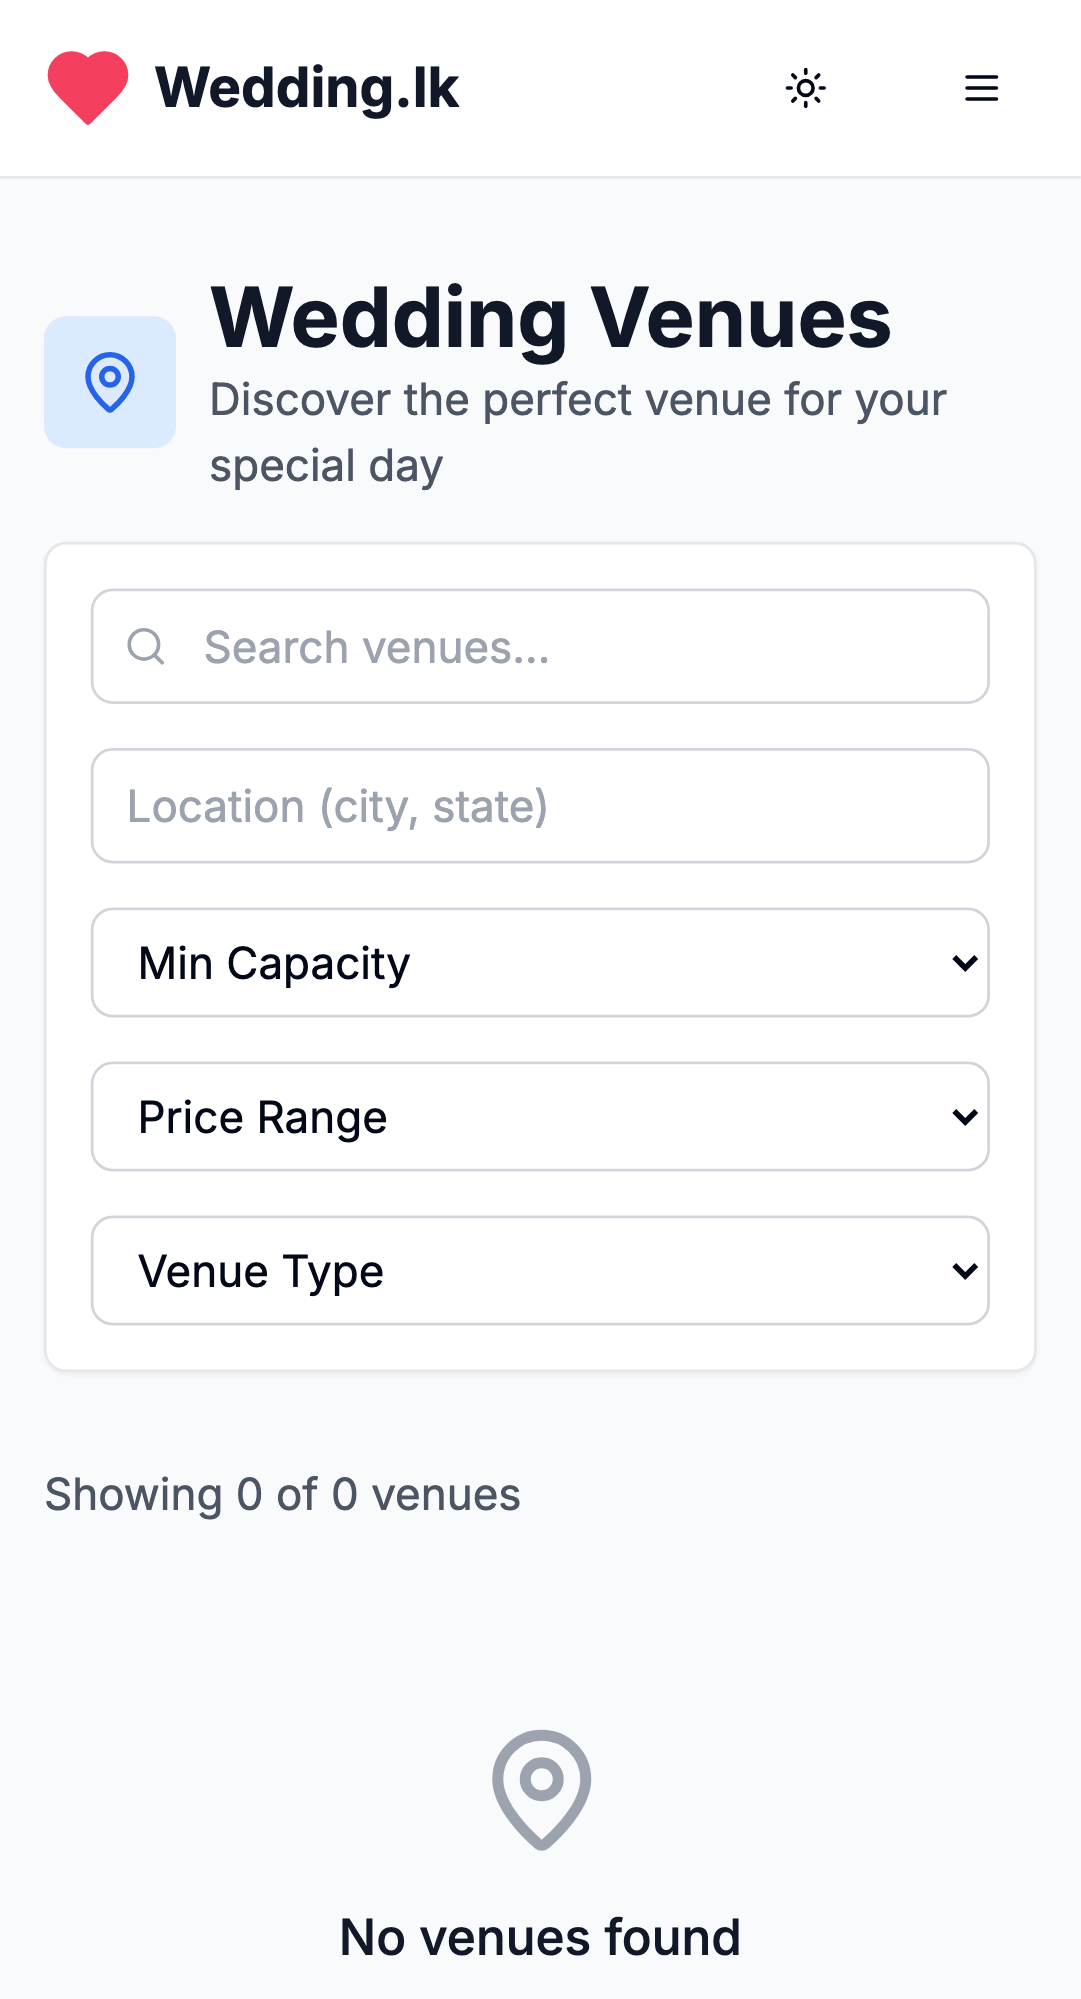 Wedding.lk
Wedding Venues
Discover the perfect venue for your
special day
Search venues...
Location (city, state)
Min Capacity
Price Range
Venue Type
Showing 0 of 0 venues
No venues found